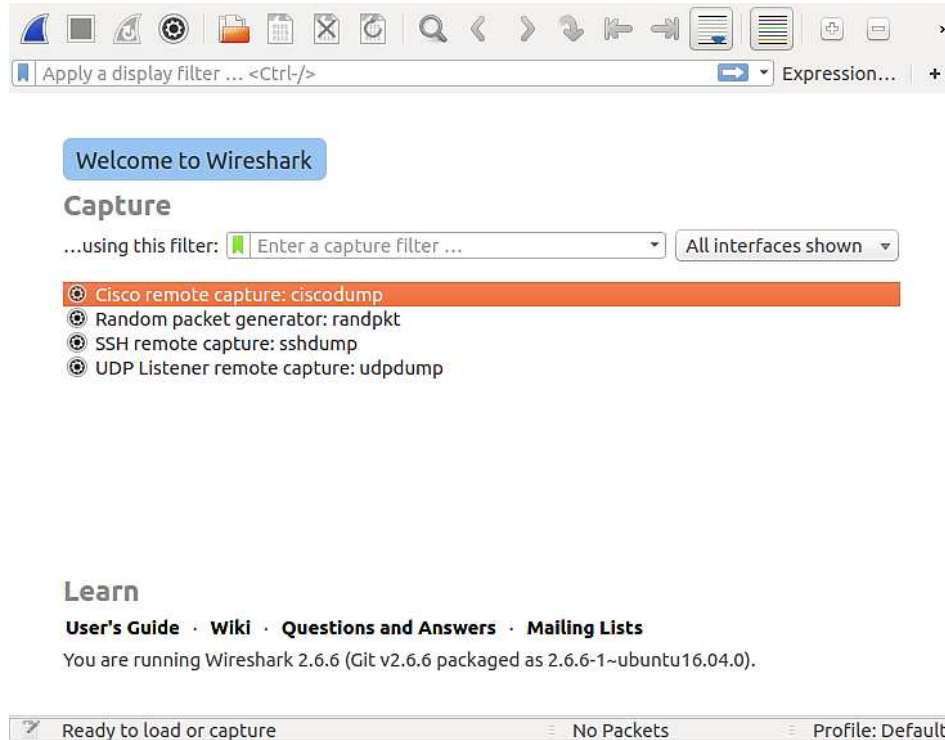 Apply a display filter … <Ctrl-/>
Expression…
+
Welcome to Wireshark
Capture
…using this filter:
Enter a capture filter …
All interfaces shown
Cisco remote capture: ciscodump
Random packet generator: randpkt
SSH remote capture: sshdump
UDP Listener remote capture: udpdump
Learn
User's Guide · Wiki · Questions and Answers · Mailing Lists
You are running Wireshark 2.6.6 (Git v2.6.6 packaged as 2.6.6-1~ubuntu16.04.0).
Ready to load or capture
No Packets
Profile: Default